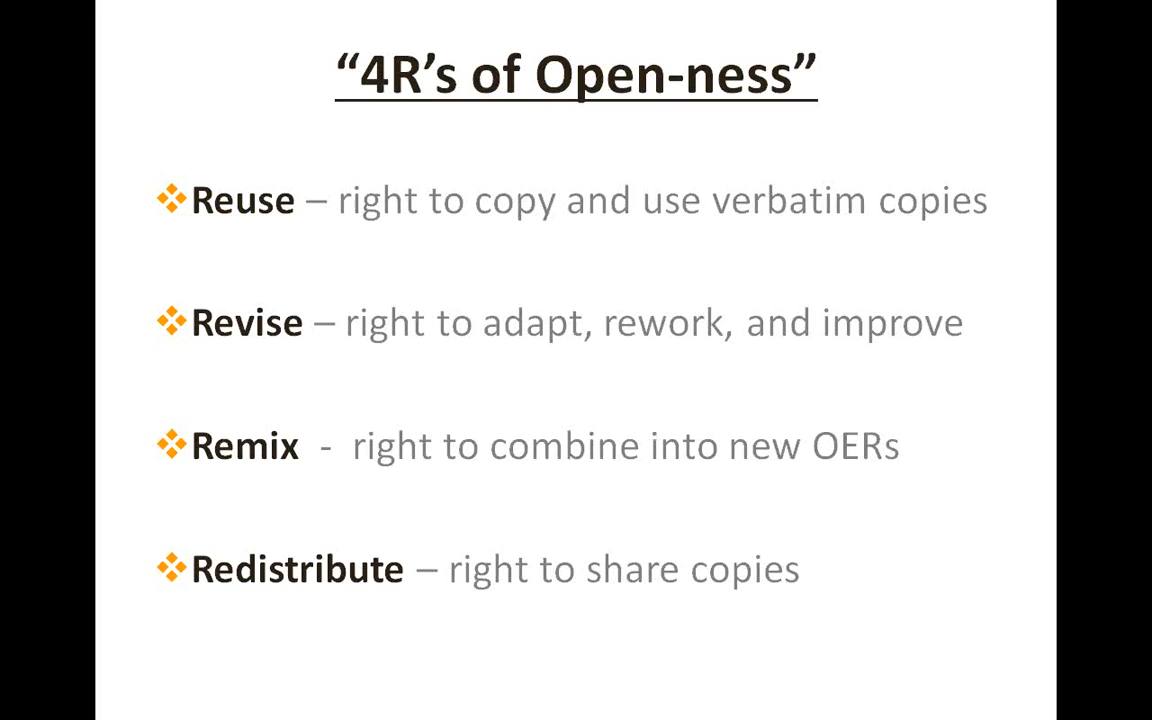 “4R’s of Open-ness”
❖Reuse – right to copy and use verbatim copies
❖Revise – right to adapt, rework, and improve
❖Remix  -  right to combine into new OERs
❖Redistribute – right to share copies